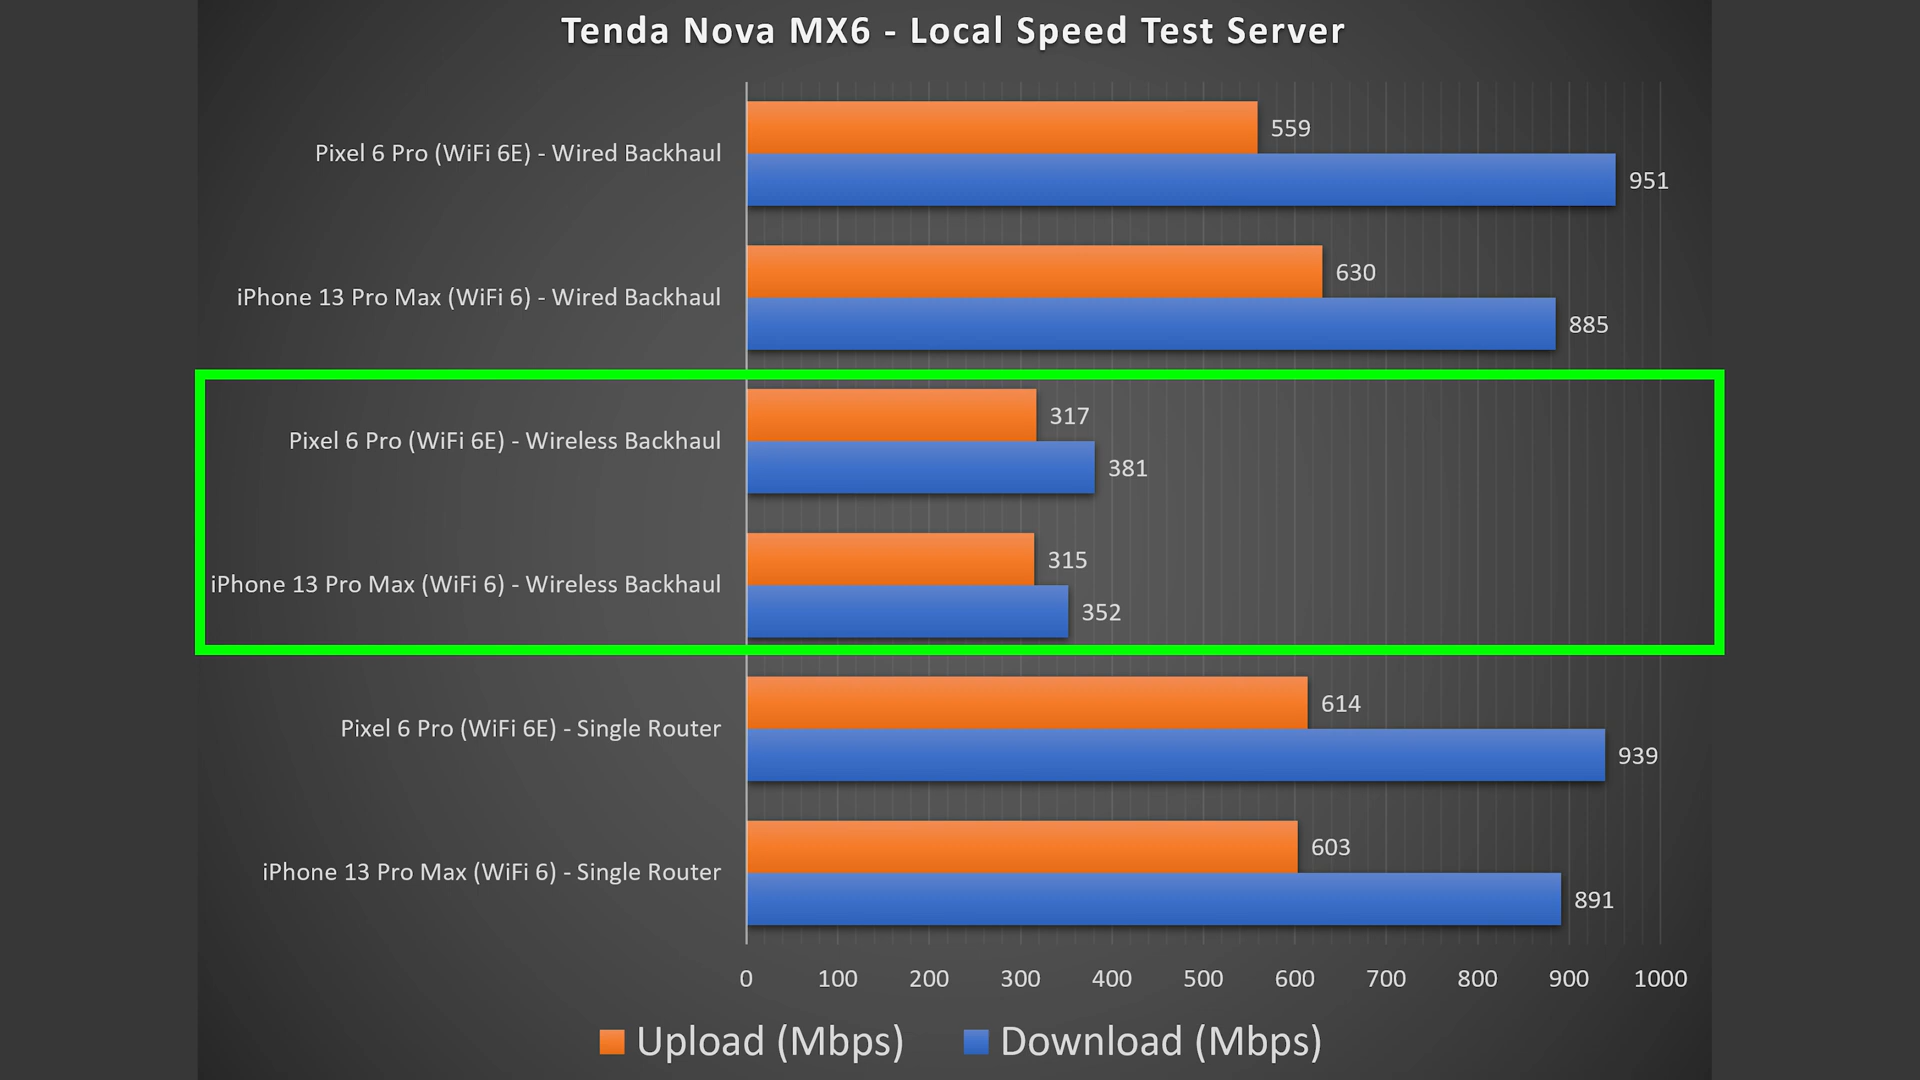 Tenda Nova MX6 - Local Speed Test Server
Pixel 6 Pro (WiFi 6E) - Wired Backhaul
559
951
iPhone 13 Pro Max (WiFi 6) - Wired Backhaul
630
885
Pixel 6 Pro (WiFi 6E) - Wireless Backhaul
317
381
iPhone 13 Pro Max (WiFi 6) - Wireless Backhaul
315
352
Pixel 6 Pro (WiFi 6E) - Single Router
614
939
iPhone 13 Pro Max (WiFi 6) - Single Router
603
891
0 100 200 300 400 500 600 700 800 900 1000
Upload (Mbps) Download (Mbps)